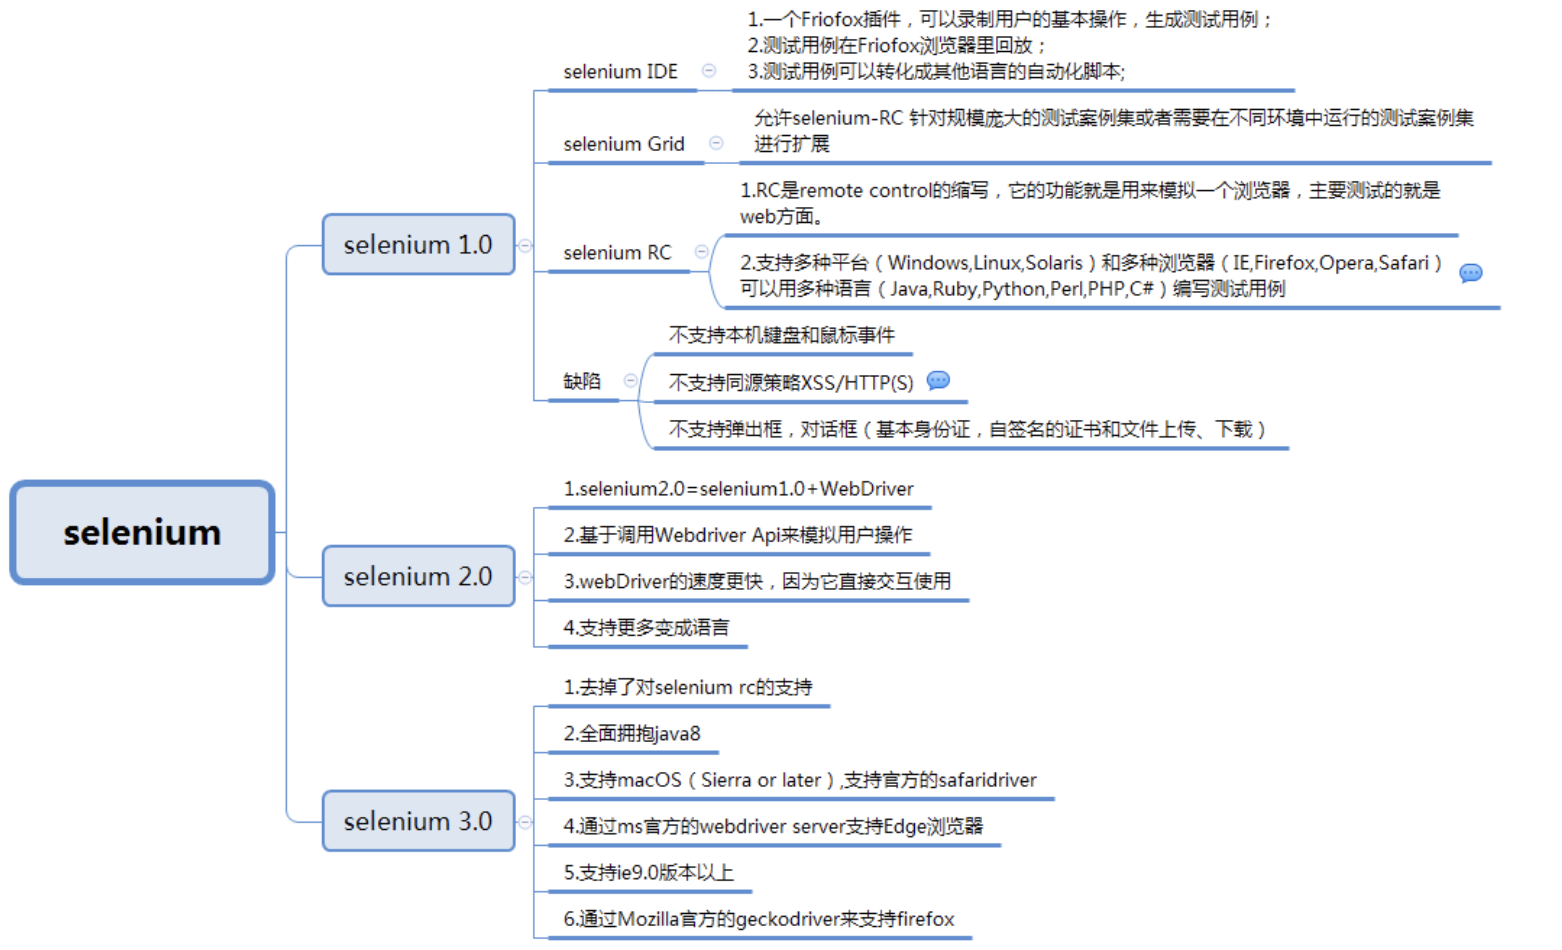 selenium
selenium 1.0
selenium IDE
1.一个Friofox插件，可以录制用户的基本操作，生成测试用例；
2.测试用例在Friofox浏览器里回放；
3.测试用例可以转化成其他语言的自动化脚本;
selenium Grid
允许selenium-RC 针对规模庞大的测试案例集或者需要在不同环境中运行的测试案例集
进行扩展
selenium RC
1.RC是remote control的缩写，它的功能就是用来模拟一个浏览器，主要测试的就是
web方面。
2.支持多种平台（Windows,Linux,Solaris）和多种浏览器（IE,Firefox,Opera,Safari）
可以用多种语言（Java,Ruby,Python,Perl,PHP,C#）编写测试用例
缺陷
不支持本机键盘和鼠标事件
不支持同源策略XSS/HTTP(S)
不支持弹出框，对话框（基本身份证，自签名的证书和文件上传、下载）
selenium 2.0
1.selenium2.0=selenium1.0+WebDriver
2.基于调用Webdriver Api来模拟用户操作
3.webDriver的速度更快，因为它直接交互使用
4.支持更多变成语言
selenium 3.0
1.去掉了对selenium rc的支持
2.全面拥抱java8
3.支持macOS（Sierra or later）,支持官方的safaridriver
4.通过ms官方的webdriver server支持Edge浏览器
5.支持ie9.0版本以上
6.通过Mozilla官方的geckodriver来支持firefox